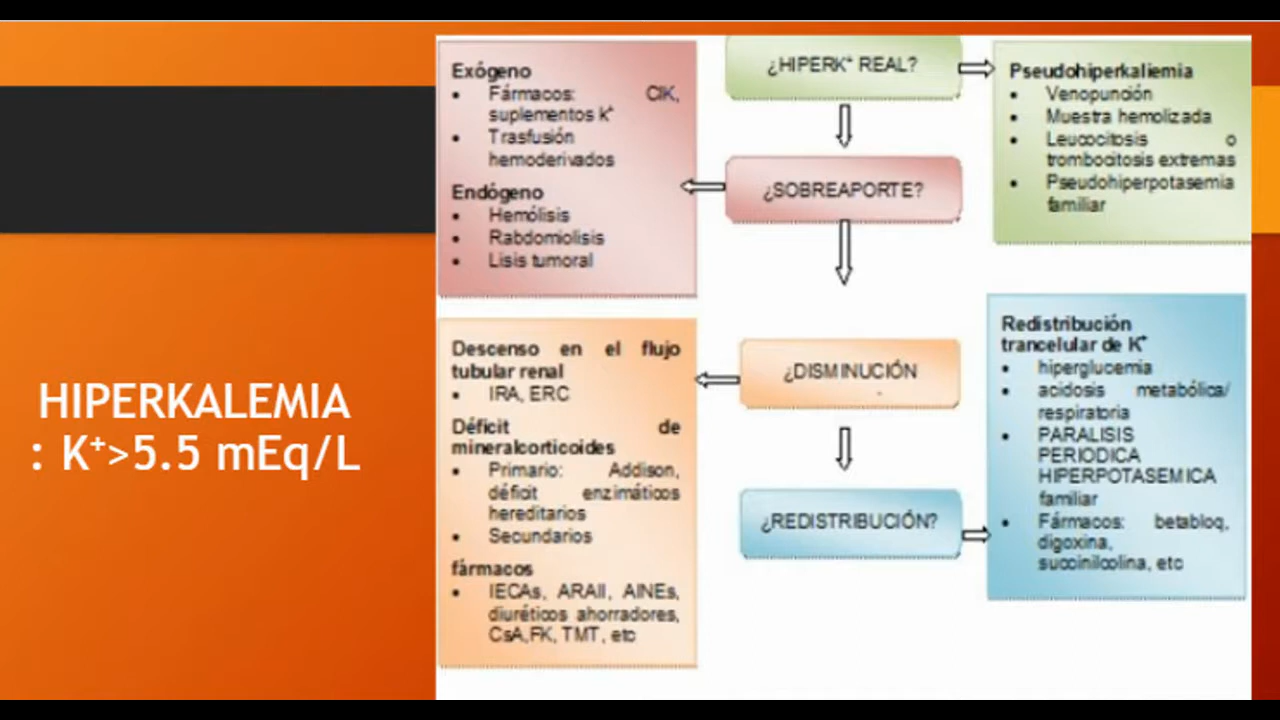 HIPERKALEMIA
: K⁺>5.5 mEq/L
¿HIPERK⁺ REAL?
Pseudohiperkaliemia
• Venopunción
• Muestra hemolizada
• Leucocitosis o
trombocitosis extremas
• Pseudohiperpotasemia
familiar
¿SOBREAPORTE?
Exógeno
• Fármacos: ClK,
suplementos k⁺
• Trasfusión
hemoderivados
Endógeno
• Hemólisis
• Rabdomiolisis
• Lisis tumoral
¿DISMINUCIÓN
Descenso en el flujo
tubular renal
• IRA, ERC
Déficit de
mineralcorticoides
• Primario: Addison,
déficit enzimáticos
hereditarios
• Secundarios
fármacos
• IECAs, ARAII, AINEs,
diuréticos ahorradores,
CsA,FK, TMT, etc
¿REDISTRIBUCIÓN?
Redistribución
trancelular de K⁺
• hiperglucemia
• acidosis metabólica/
respiratoria
• PARALISIS
PERIODICA
HIPERPOTASEMICA
familiar
• Fármacos: betabloq,
digoxina,
succinilcolina, etc